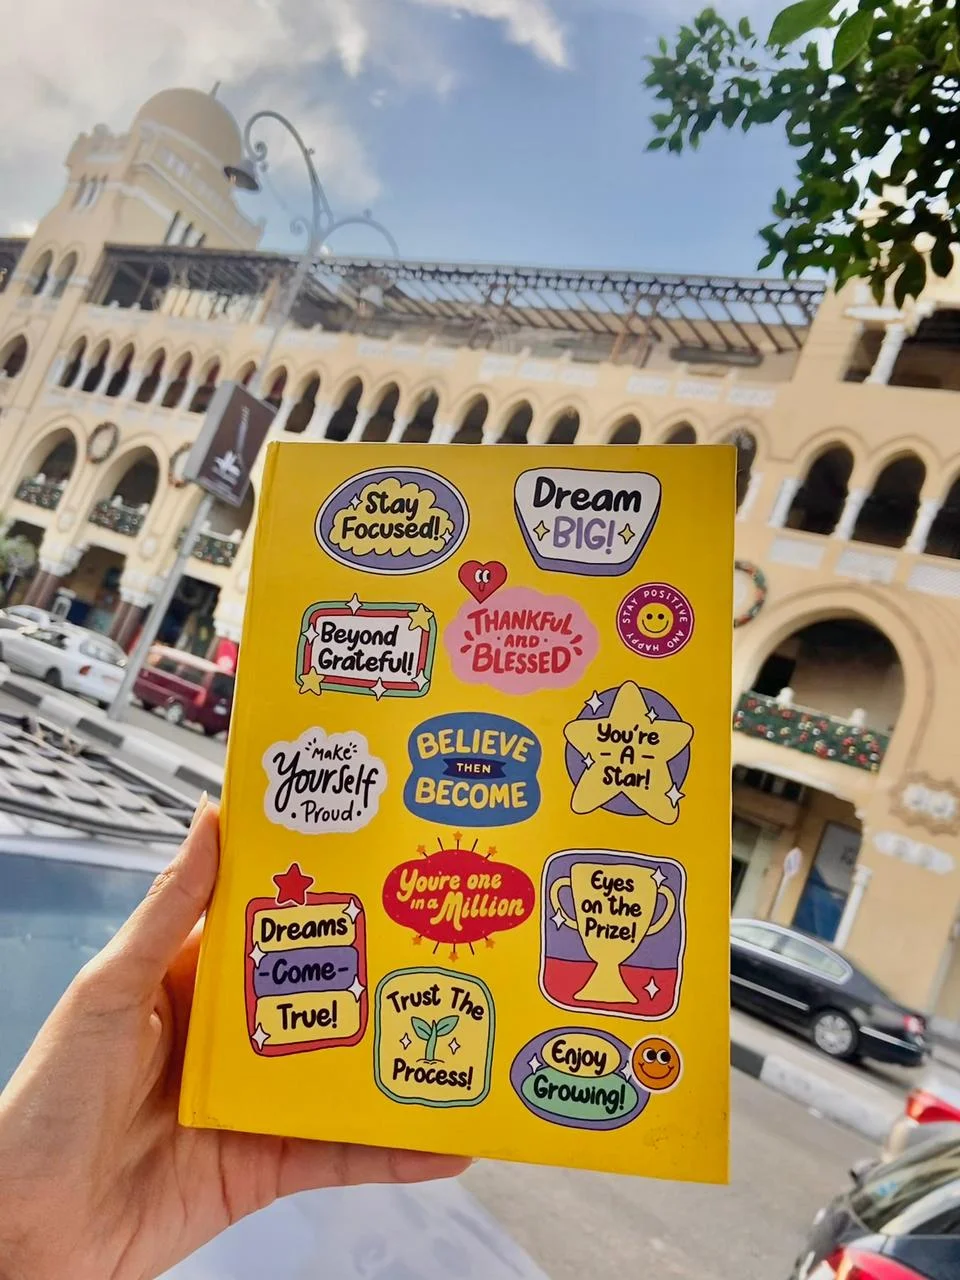 Stay
Focused!
Dream
BIG!
Beyond
Grateful!
THANKFUL
AND
BLESSED
STAY POSITIVE
AND HAPPY
Make
Yourself
Proud
BELIEVE
THEN
BECOME
You're
- A -
Star!
Dreams
-Come-
True!
You're one
in a Million
Eyes
on the
Prize!
Trust The
Process!
Enjoy
Growing!